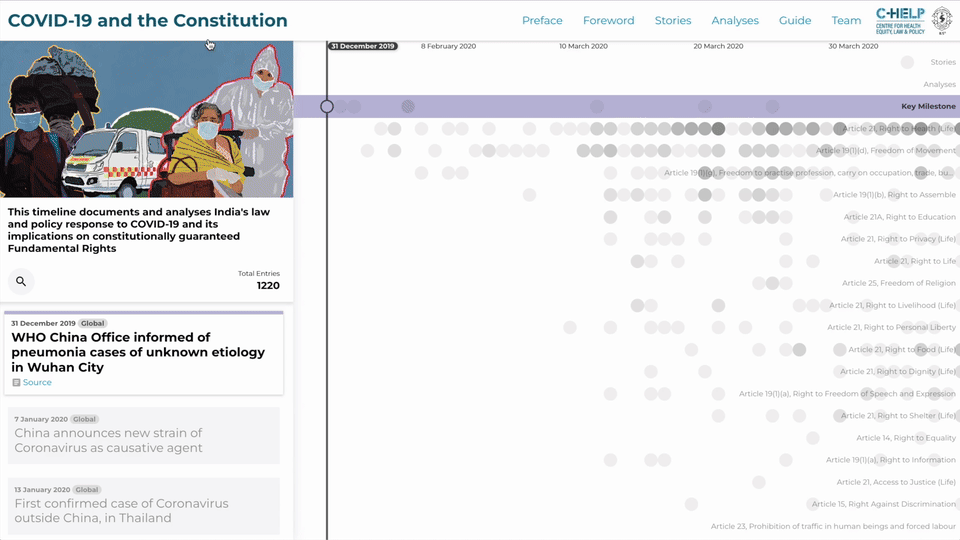 COVID-19 and the Constitution
Preface
Foreword
Stories
Analyses
Guide
Team
C-HELP
CENTRE FOR HEALTH
EQUITY, LAW & POLICY
31 December 2019
8 February 2020
10 March 2020
20 March 2020
30 March 2020
Stories
Analyses
Key Milestone
Article 21, Right to Health (Life)
Article 19(1)(d), Freedom of Movement
Article 19(1)(g), Freedom to practise profession, carry on occupation, trade, bu...
Article 19(1)(b), Right to Assemble
Article 21A, Right to Education
Article 21, Right to Privacy (Life)
Article 21, Right to Life
Article 25, Freedom of Religion
Article 21, Right to Livelihood (Life)
Article 21, Right to Personal Liberty
Article 21, Right to Food (Life)
Article 21, Right to Dignity (Life)
Article 19(1)(a), Right to Freedom of Speech and Expression
Article 21, Right to Shelter (Life)
Article 14, Right to Equality
Article 19(1)(a), Right to Information
Article 21, Access to Justice (Life)
Article 15, Right Against Discrimination
Article 23, Prohibition of traffic in human beings and forced labour
This timeline documents and analyses India's law
and policy response to COVID-19 and its
implications on constitutionally guaranteed
Fundamental Rights
Total Entries
1220
31 December 2019 Global
WHO China Office informed of
pneumonia cases of unknown etiology
in Wuhan City
Source
7 January 2020 Global
China announces new strain of
Coronavirus as causative agent
13 January 2020 Global
First confirmed case of Coronavirus
outside China, in Thailand